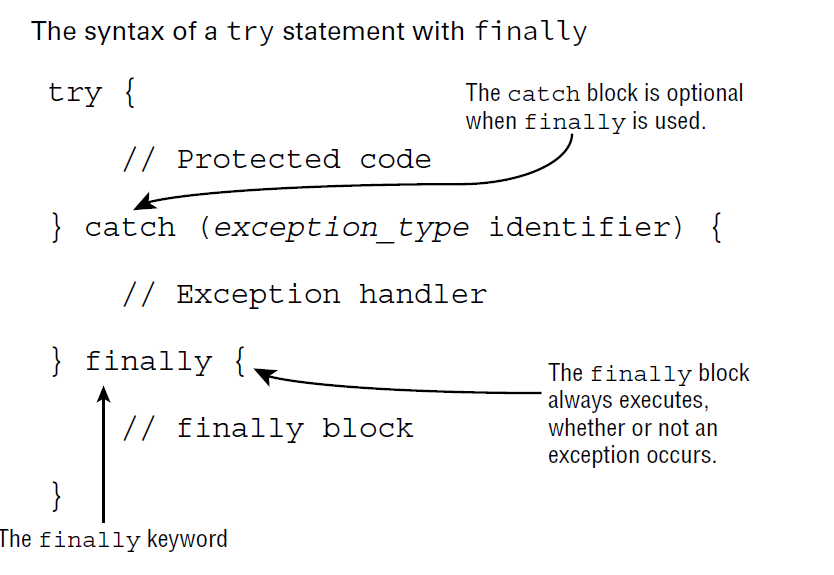 The syntax of a try statement with finally
try {
The catch block is optional
when finally is used.
// Protected code
} catch (exception_type identifier) {
// Exception handler
} finally {
The finally block
always executes,
whether or not an
exception occurs.
// finally block
}
The finally keyword